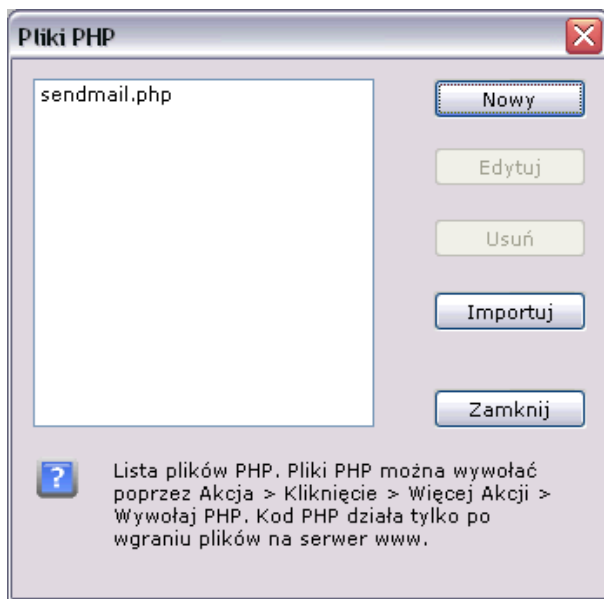 Pliki PHP
sendmail.php
Nowy
Edytuj
Usuń
Importuj
Zamknij
Lista plików PHP. Pliki PHP można wywołać
poprzez Akcja > Kliknięcie > Więcej Akcji >
Wywołaj PHP. Kod PHP działa tylko po
wgraniu plików na serwer www.